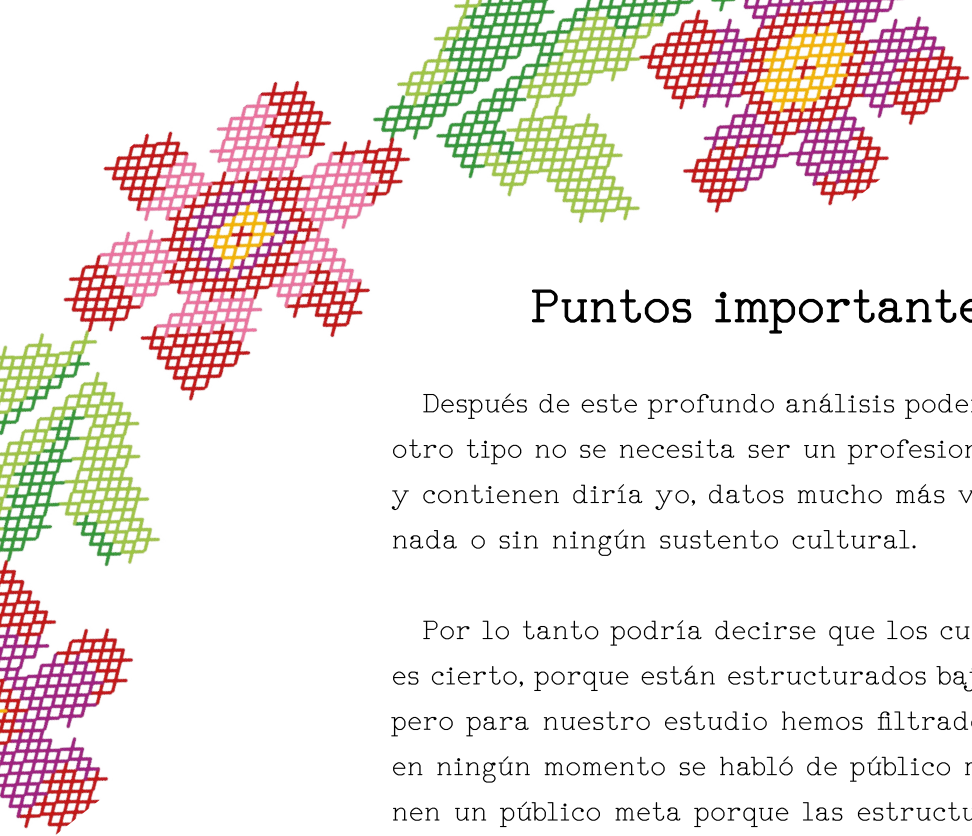 Puntos importante
Después de este profundo análisis pode
otro tipo no se necesita ser un profesion
y contienen diría yo, datos mucho más v
nada o sin ningún sustento cultural.
Por lo tanto podría decirse que los cu
es cierto, porque están estructurados baj
pero para nuestro estudio hemos filtrad
en ningún momento se habló de público
nen un público meta porque las estructu